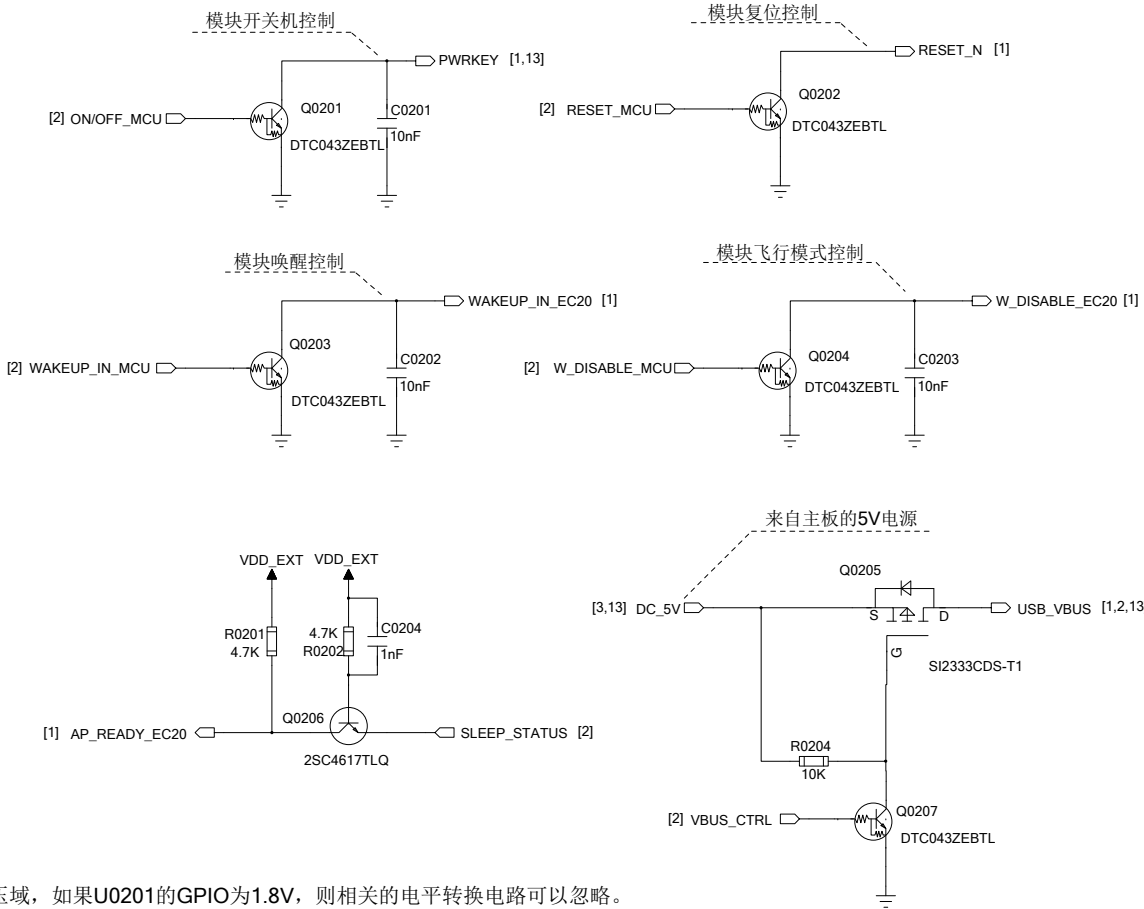 模块开关机控制
PWRKEY [1,13]
Q0201
C0201
[2] ON/OFF_MCU
10nF
DTC043ZEBTL
模块复位控制
RESET_N [1]
Q0202
[2] RESET_MCU
DTC043ZEBTL
模块唤醒控制
WAKEUP_IN_EC20 [1]
Q0203
C0202
[2] WAKEUP_IN_MCU
10nF
DTC043ZEBTL
模块飞行模式控制
W_DISABLE_EC20 [1]
Q0204
C0203
[2] W_DISABLE_MCU
10nF
DTC043ZEBTL
VDD_EXT VDD_EXT
R0201
4.7K
4.7K
R0202
C0204
1nF
[1] AP_READY_EC20
Q0206
SLEEP_STATUS [2]
2SC4617TLQ
来自主板的5V电源
Q0205
[3,13] DC_5V
S
D
USB_VBUS [1,2,13
G
SI2333CDS-T1
R0204
10K
[2] VBUS_CTRL
Q0207
DTC043ZEBTL
域，如果U0201的GPIO为1.8V，则相关的电平转换电路可以忽略。